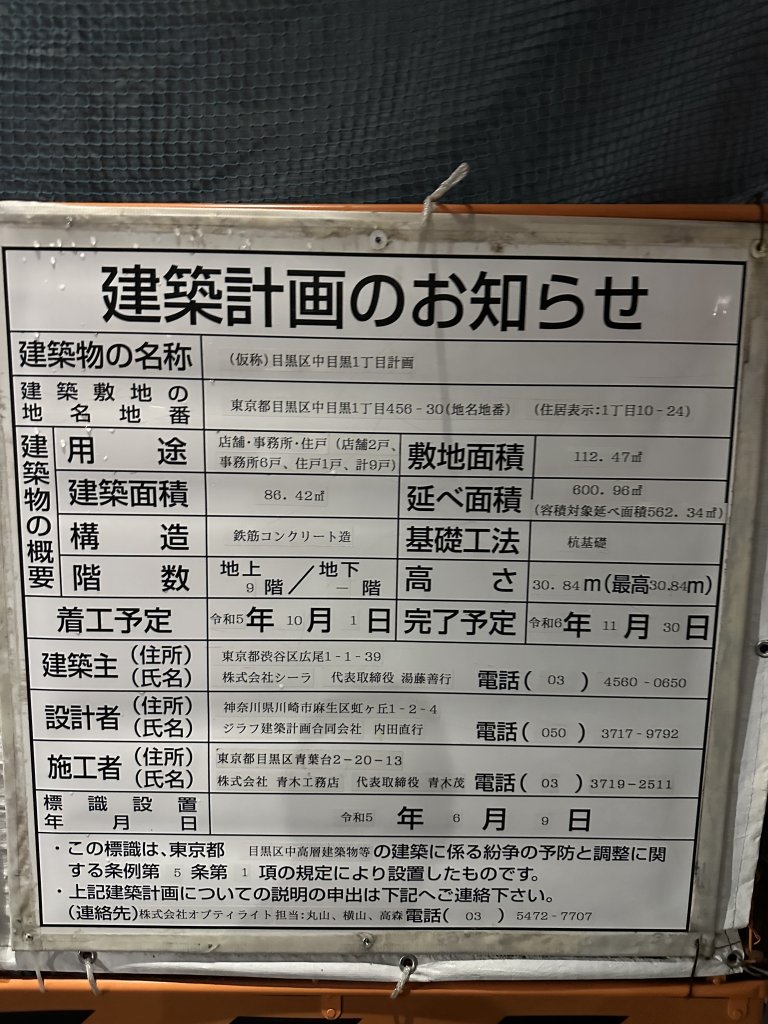 建築計画のお知らせ
建築物の名称 (仮称)目黒区中目黒1丁目計画
建築敷地の
地名地番 東京都目黒区中目黒1丁目456-30(地名地番) (住居表示:1丁目10-24)
建築物の概要
用途 店舗・事務所・住戸(店舗2戸、
事務所6戸、住戸1戸、計9戸)
敷地面積 112.47㎡
建築面積 86.42㎡
延べ面積 600.96㎡
(容積対象延べ面積562.34㎡)
構造 鉄筋コンクリート造
基礎工法 杭基礎
階数 地上9階/地下-階
高さ 30.84m(最高30.84m)
着工予定 令和5年10月1日
完了予定 令和6年11月30日
建築主(住所) 東京都渋谷区広尾1-1-39
(氏名) 株式会社シーラ 代表取締役 湯藤善行 電話(03)4560-0650
設計者(住所) 神奈川県川崎市麻生区虹ヶ丘1-2-4
(氏名) ジラフ建築計画合同会社 内田直行 電話(050)3717-9792
施工者(住所) 東京都目黒区青葉台2-20-13
(氏名) 株式会社 青木工務店 代表取締役 青木茂 電話(03)3719-2511
標識設置
年月日 令和5年6月9日
・この標識は、東京都 目黒区中高層建築物等の建築に係る紛争の予防と調整に関
する条例第5条第1項の規定により設置したものです。
・上記建築計画についての説明の申出は下記へご連絡下さい。
(連絡先)株式会社オプティライト担当:丸山、横山、高森 電話(03)5472-7707